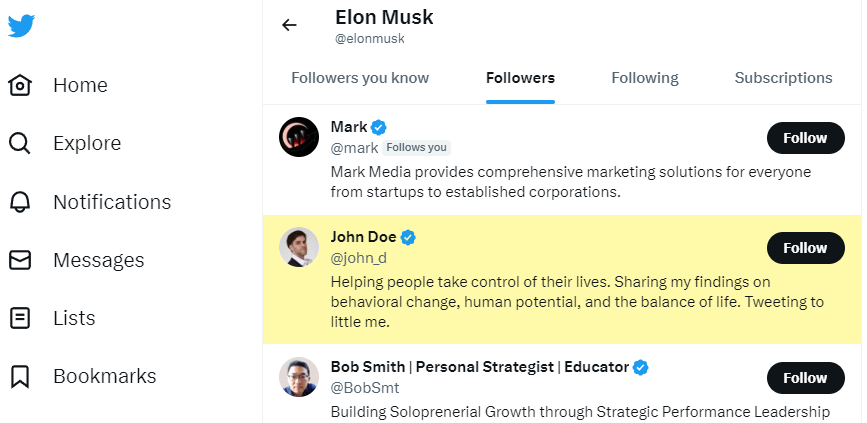 Elon Musk
@elonmusk
Home
Explore
Notifications
Messages
Lists
Bookmarks
Followers you know
Followers
Following
Subscriptions
Mark
@mark Follows you
Follow
Mark Media provides comprehensive marketing solutions for everyone
from startups to established corporations.
John Doe
@john_d
Follow
Helping people take control of their lives. Sharing my findings on
behavioral change, human potential, and the balance of life. Tweeting to
little me.
Bob Smith | Personal Strategist | Educator
@BobSmt
Follow
Building Soloprenerial Growth through Strategic Performance Leadership